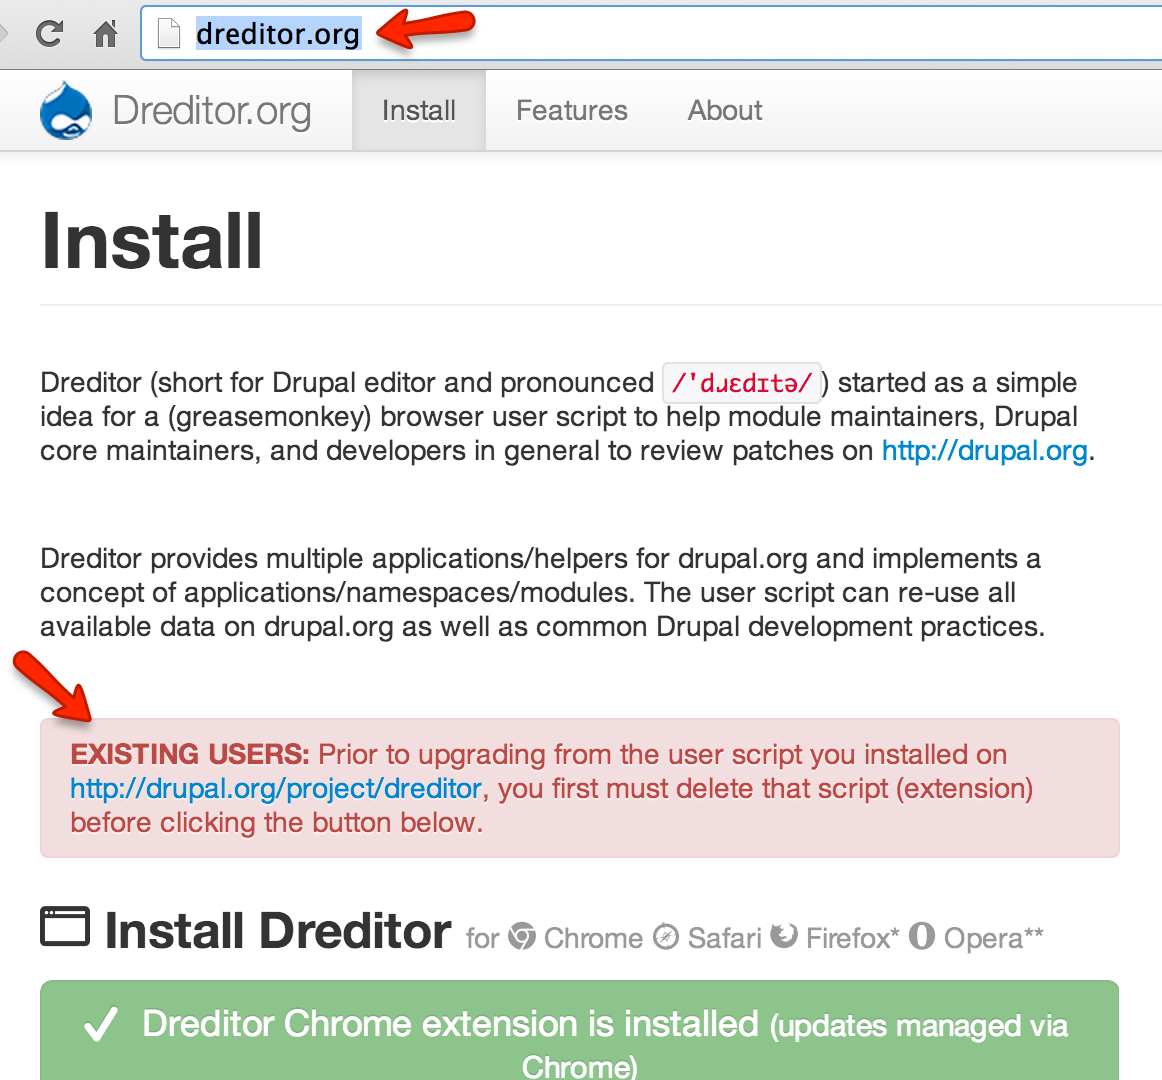 dreditor.org
Dreditor.org
Install
Features
About
Install
Dreditor (short for Drupal editor and pronounced /ˈdɹɛdɪtə/) started as a simple
idea for a (greasemonkey) browser user script to help module maintainers, Drupal
core maintainers, and developers in general to review patches on http://drupal.org.
Dreditor provides multiple applications/helpers for drupal.org and implements a
concept of applications/namespaces/modules. The user script can re-use all
available data on drupal.org as well as common Drupal development practices.
EXISTING USERS: Prior to upgrading from the user script you installed on
http://drupal.org/project/dreditor, you first must delete that script (extension)
before clicking the button below.
Install Dreditor for Chrome Safari Firefox* Opera**
Dreditor Chrome extension is installed (updates managed via
Chrome)